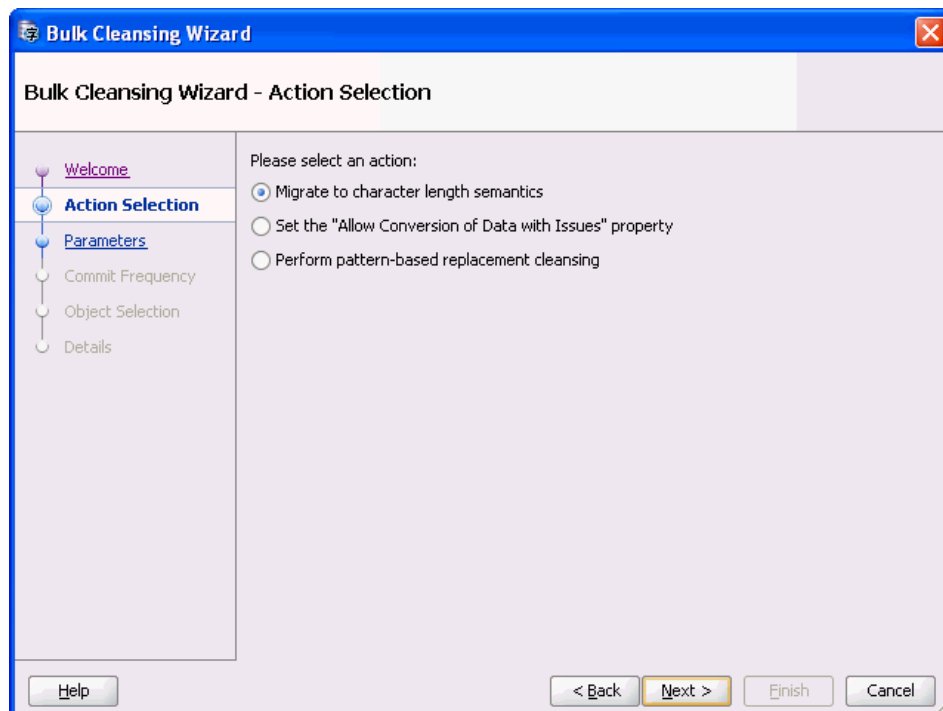 Bulk Cleansing Wizard
Bulk Cleansing Wizard - Action Selection
Welcome
Action Selection
Parameters
Commit Frequency
Object Selection
Details
Please select an action:
Migrate to character length semantics
Set the "Allow Conversion of Data with Issues" property
Perform pattern-based replacement cleansing
Help
< Back
Next >
Finish
Cancel